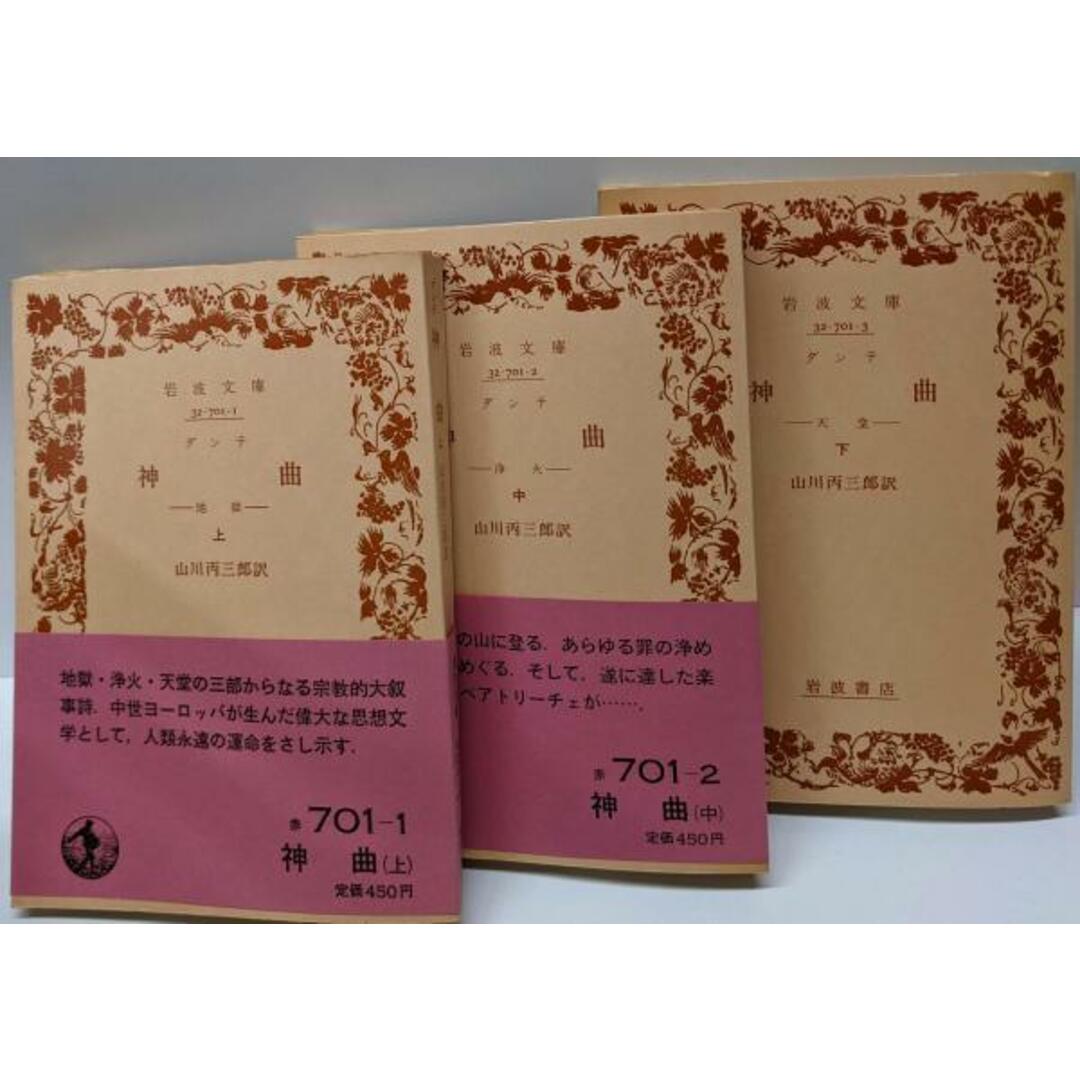 岩波文庫
32-701-1
ダンテ
神曲
—地獄—
上
山川丙三郎訳
地獄・浄火・天堂の三部からなる宗教的大叙
事詩．中世ヨーロッパが生んだ偉大な思想文
学として，人類永遠の運命をさし示す．
赤 701-1
神曲(上)
定価450円
岩波文庫
32-701-2
ダンテ
曲
—浄火—
中
山川丙三郎訳
の山に登る．あらゆる罪の浄め
めぐる．そして，遂に達した楽
ベアトリーチェが……．
赤 701-2
神曲(中)
定価450円
岩波文庫
32-701-3
ダンテ
神曲
—天堂—
下
山川丙三郎訳
岩波書店